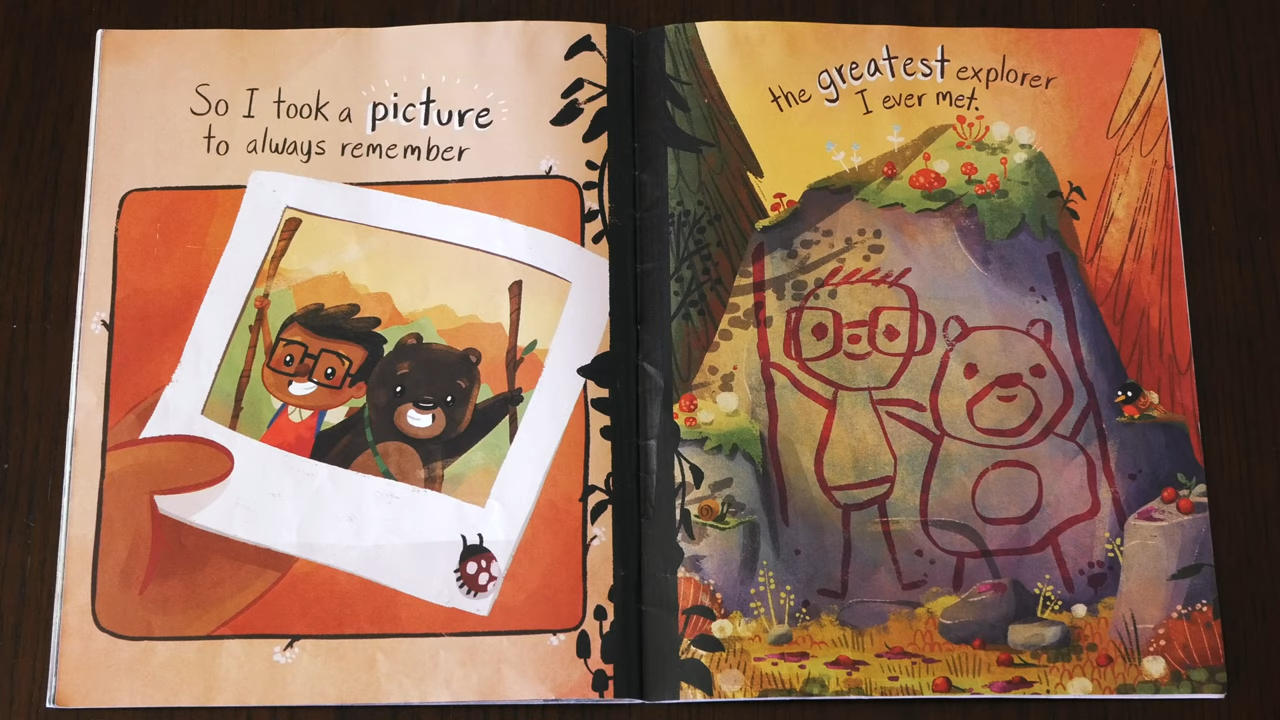 So I took a picture
to always remember
the greatest explorer
I ever met.